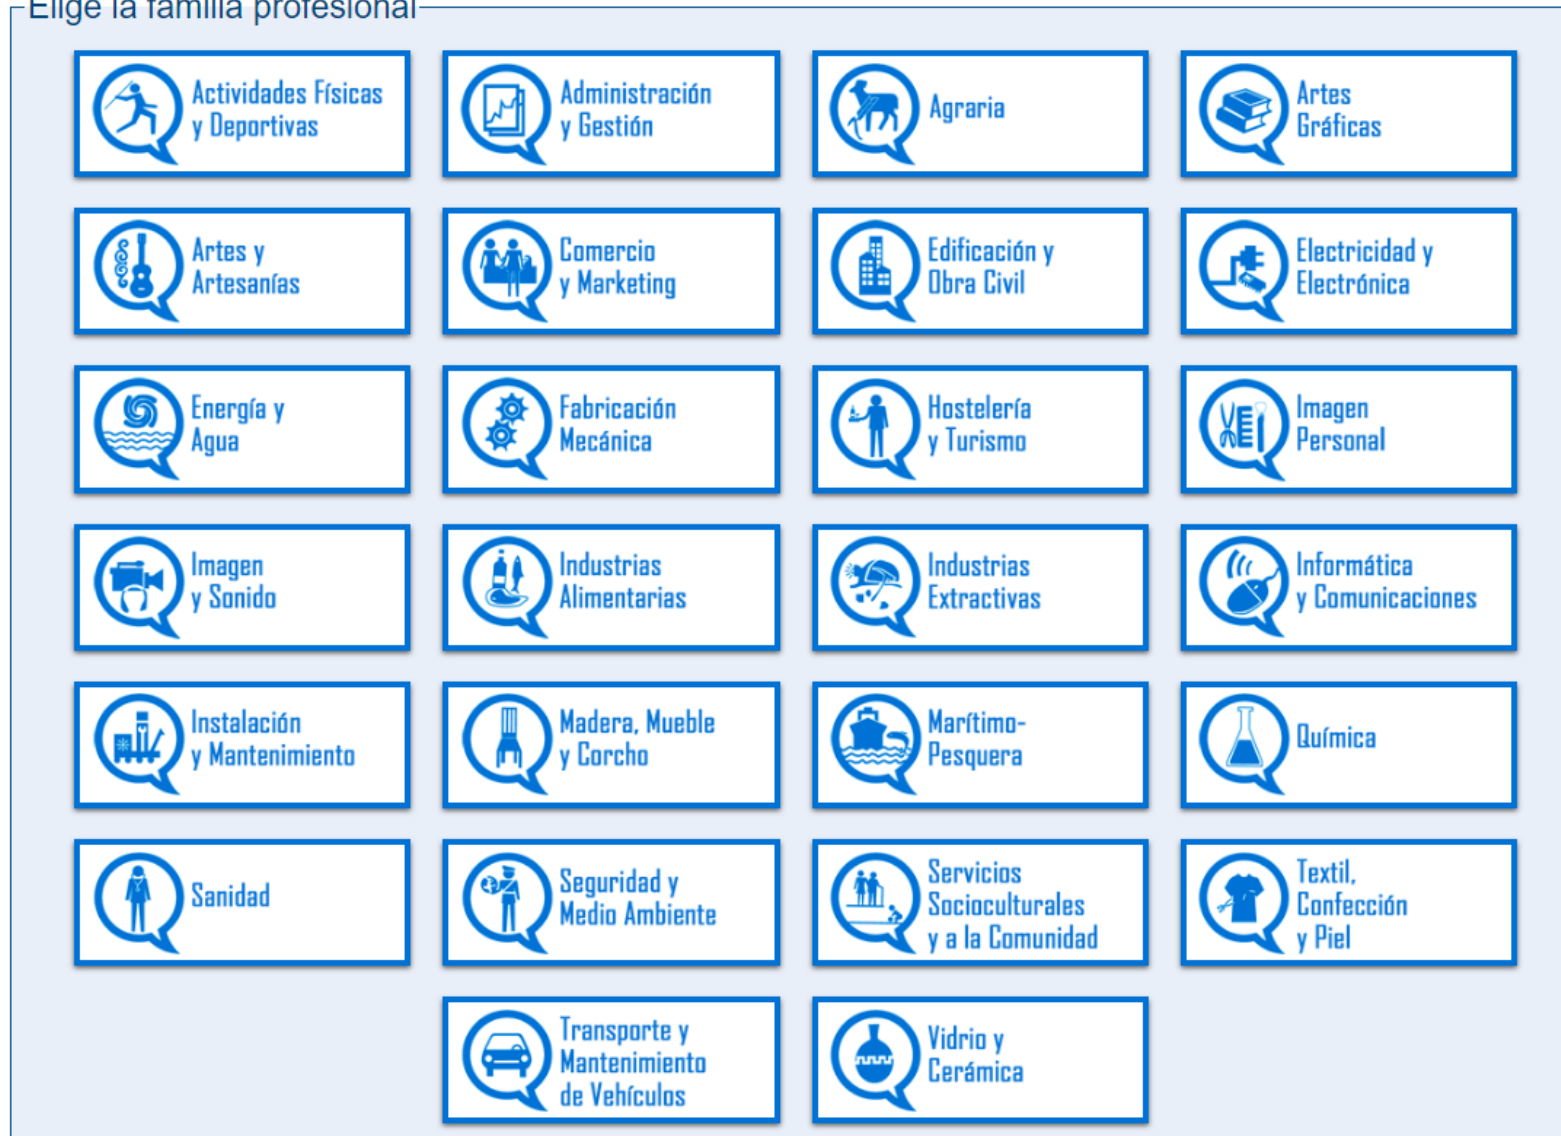 Elige la familia profesional
Actividades Físicas
y Deportivas
Administración
y Gestión
Agraria
Artes
Gráficas
Artes y
Artesanías
Comercio
y Marketing
Edificación y
Obra Civil
Electricidad y
Electrónica
Energía y
Agua
Fabricación
Mecánica
Hostelería
y Turismo
Imagen
Personal
Imagen
y Sonido
Industrias
Alimentarias
Industrias
Extractivas
Informática
y Comunicaciones
Instalación
y Mantenimiento
Madera, Mueble
y Corcho
Marítimo-
Pesquera
Química
Sanidad
Seguridad y
Medio Ambiente
Servicios
Socioculturales
y a la Comunidad
Textil,
Confección
y Piel
Transporte y
Mantenimiento
de Vehículos
Vidrio y
Cerámica